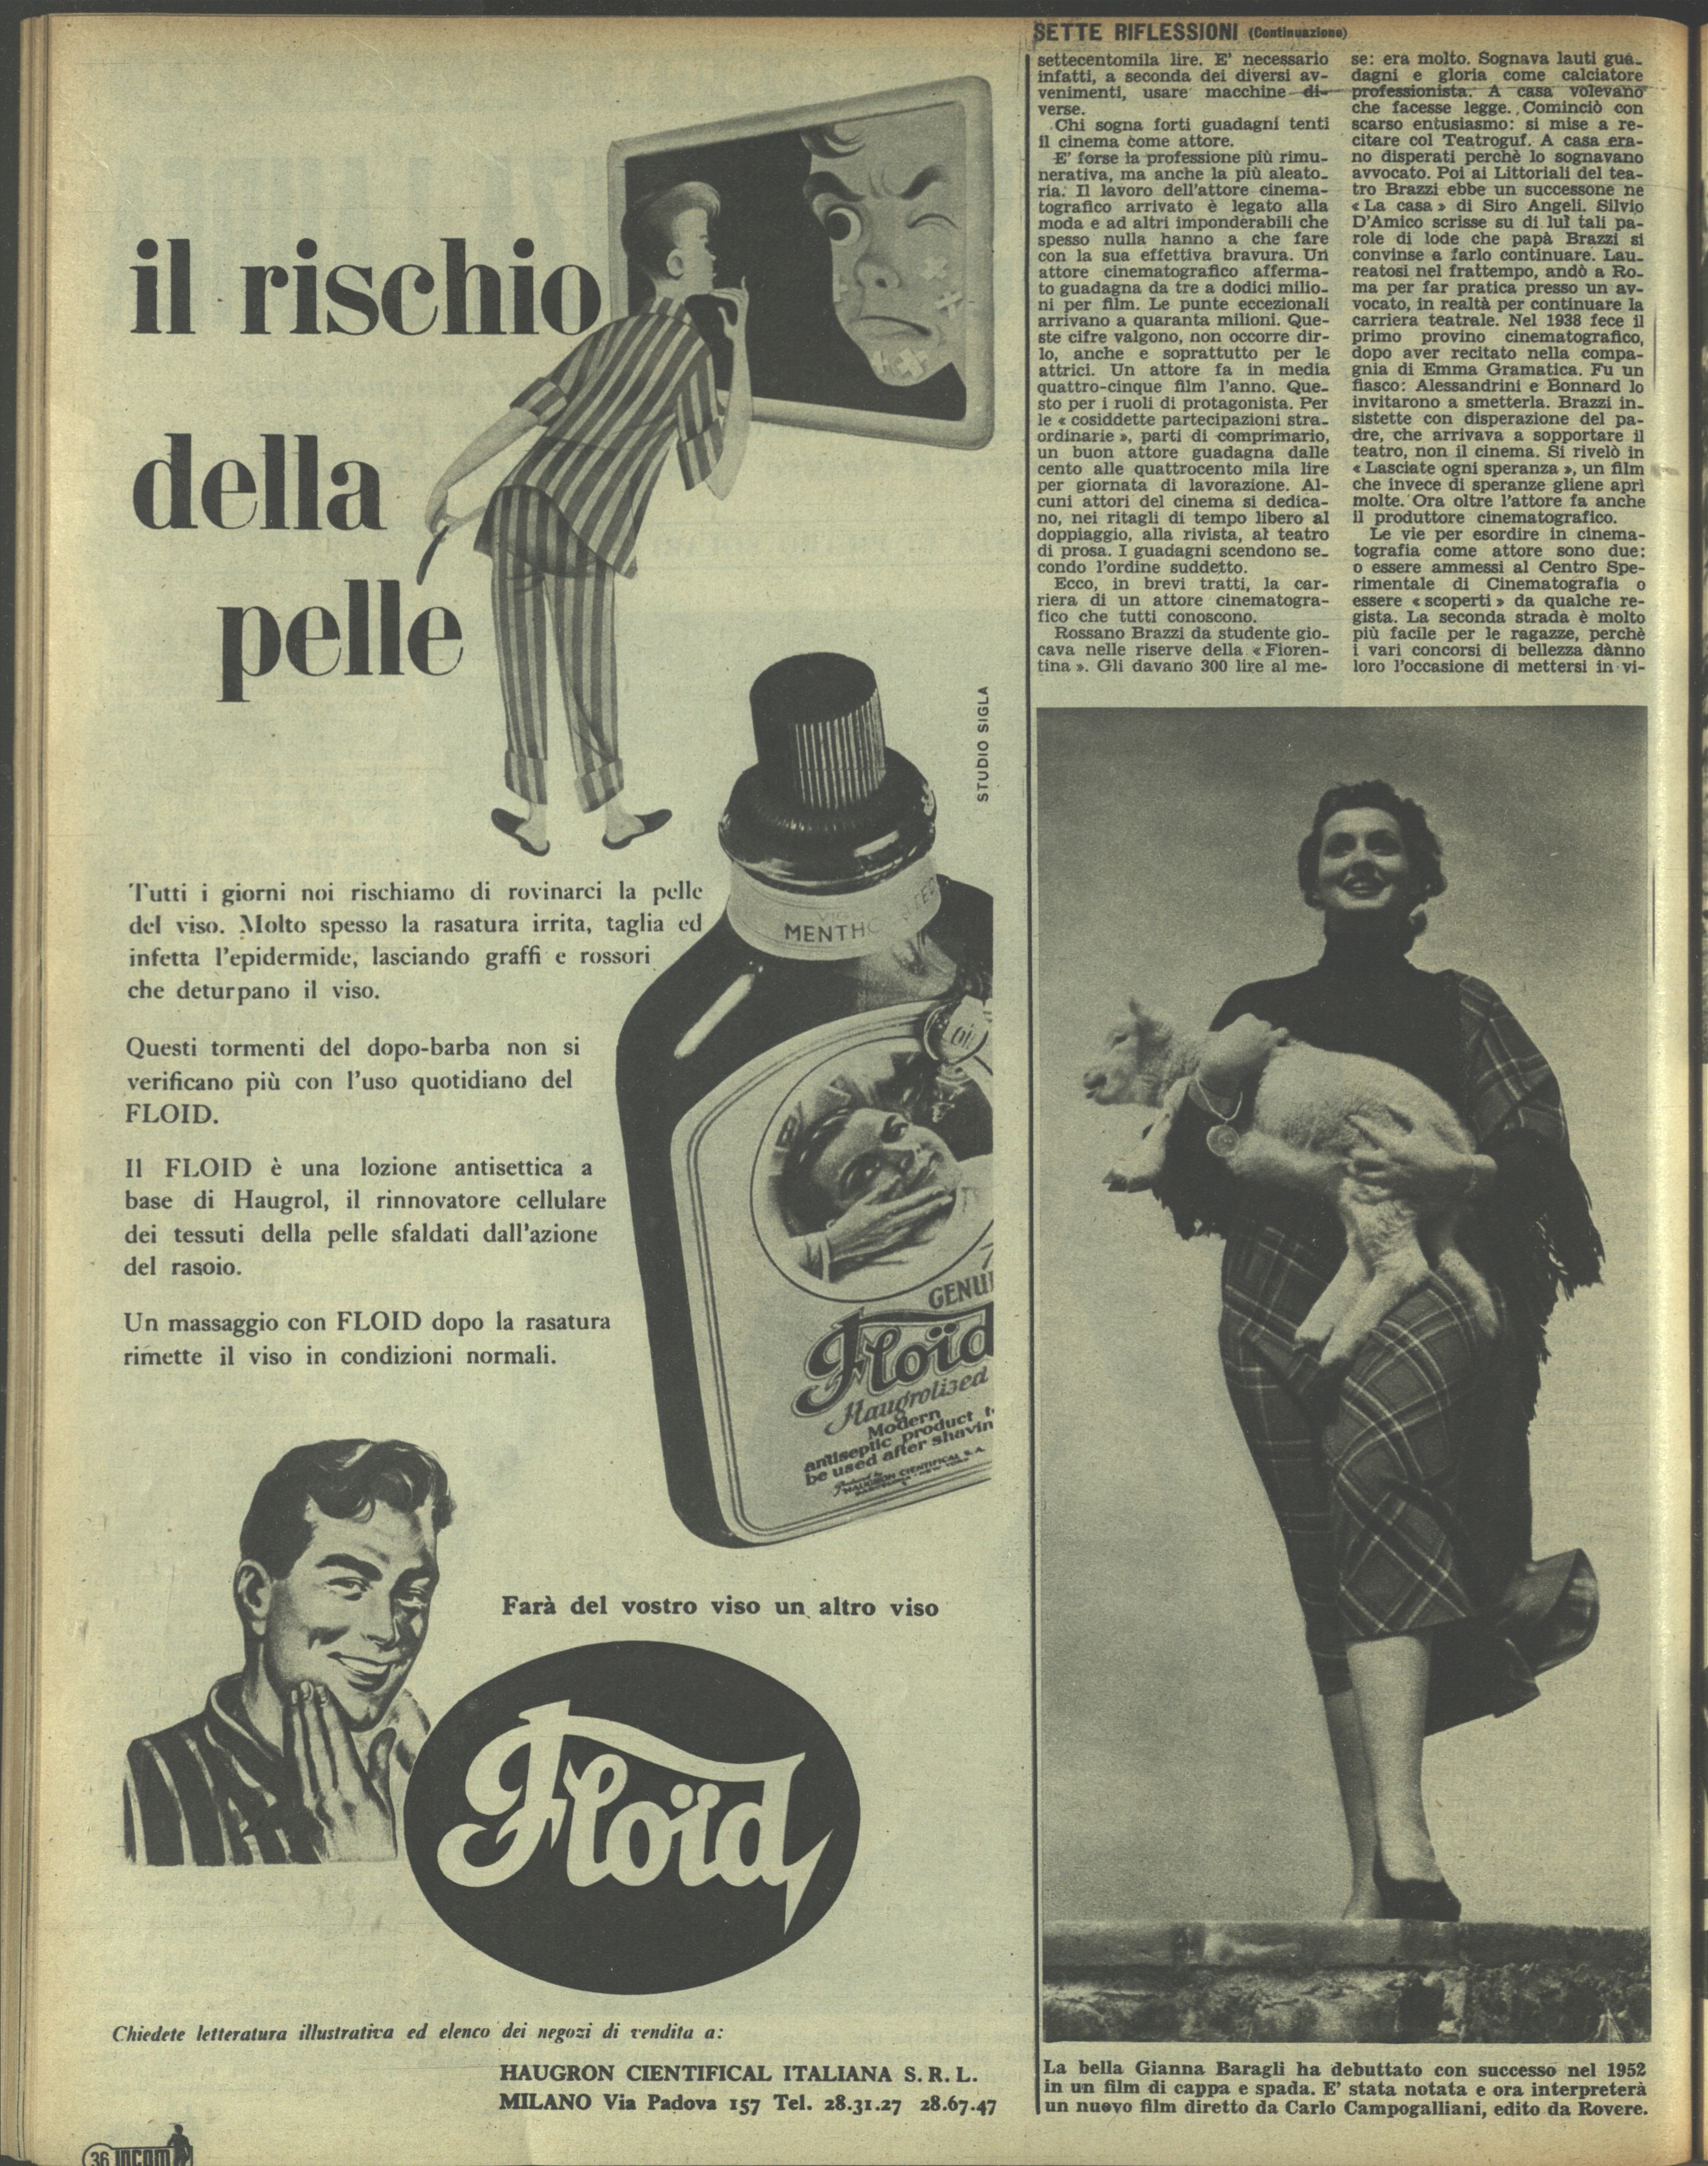 il rischio
della
pelle
STUDIO SIGLA
Tutti i giorni noi rischiamo di rovinarci la pelle
del viso. Molto spesso la rasatura irrita, taglia ed
infetta l'epidermide, lasciando graffi e rossori
che deturpano il viso.
Questi tormenti del dopo-barba non si
verificano più con l'uso quotidiano del
FLOID.
Il FLOID è una lozione antisettica a
base di Haugrol, il rinnovatore cellulare
dei tessuti della pelle sfaldati dall'azione
del rasoio.
Un massaggio con FLOID dopo la rasatura
rimette il viso in condizioni normali.
GENUI
Floïd
Haugrolized
Modern
antiseptic product t
be used after shavin
HAUGRON CIENTIFICAL S.A.
Farà del vostro viso un altro viso
Floïd
Chiedete letteratura illustrativa ed elenco dei negozi di vendita a:
HAUGRON CIENTIFICAL ITALIANA S. R. L.
MILANO Via Padova 157 Tel. 28.31.27 28.67.47
36 INCOM
SETTE RIFLESSIONI (Continuazione)
settecentomila lire. E' necessario
infatti, a seconda dei diversi av-
venimenti, usare macchine di-
verse.
Chi sogna forti guadagni tenti
il cinema come attore.
E' forse la professione più rimu-
nerativa, ma anche la più aleato-
ria. Il lavoro dell'attore cinema-
tografico arrivato è legato alla
moda e ad altri imponderabili che
spesso nulla hanno a che fare
con la sua effettiva bravura. Un
attore cinematografico afferma-
to guadagna da tre a dodici milio-
ni per film. Le punte eccezionali
arrivano a quaranta milioni. Que-
ste cifre valgono, non occorre dir-
lo, anche e soprattutto per le
attrici. Un attore fa in media
quattro-cinque film l'anno. Que-
sto per i ruoli di protagonista. Per
le « cosiddette partecipazioni stra-
ordinarie », parti di comprimario,
un buon attore guadagna dalle
cento alle quattrocento mila lire
per giornata di lavorazione. Al-
cuni attori del cinema si dedica-
no, nei ritagli di tempo libero al
doppiaggio, alla rivista, al teatro
di prosa. I guadagni scendono se-
condo l'ordine suddetto.
Ecco, in brevi tratti, la car-
riera di un attore cinematogra-
fico che tutti conoscono.
Rossano Brazzi da studente gio-
cava nelle riserve della « Fioren-
tina ». Gli davano 300 lire al me-
se: era molto. Sognava lauti gua-
dagni e gloria come calciatore
professionista. A casa volevano
che facesse legge. Cominciò con
scarso entusiasmo: si mise a re-
citare col Teatroguf. A casa era-
no disperati perchè lo sognavano
avvocato. Poi ai Littoriali del tea-
tro Brazzi ebbe un successone ne
« La casa » di Siro Angeli. Silvio
D'Amico scrisse su di lui tali pa-
role di lode che papà Brazzi si
convinse a farlo continuare. Lau-
reatosi nel frattempo, andò a Ro-
ma per far pratica presso un av-
vocato, in realtà per continuare la
carriera teatrale. Nel 1938 fece il
primo provino cinematografico,
dopo aver recitato nella compa-
gnia di Emma Gramatica. Fu un
fiasco: Alessandrini e Bonnard lo
invitarono a smetterla. Brazzi in-
sistette con disperazione del pa-
dre, che arrivava a sopportare il
teatro, non il cinema. Si rivelò in
« Lasciate ogni speranza », un film
che invece di speranze gliene aprì
molte. Ora oltre l'attore fa anche
il produttore cinematografico.
Le vie per esordire in cinema-
tografia come attore sono due:
o essere ammessi al Centro Spe-
rimentale di Cinematografia o
essere « scoperti » da qualche re-
gista. La seconda strada è molto
più facile per le ragazze, perchè
i vari concorsi di bellezza dànno
loro l'occasione di mettersi in vi-
La bella Gianna Baragli ha debuttato con successo nel 1952
in un film di cappa e spada. E' stata notata e ora interpreterà
un nuovo film diretto da Carlo Campogalliani, edito da Rovere.